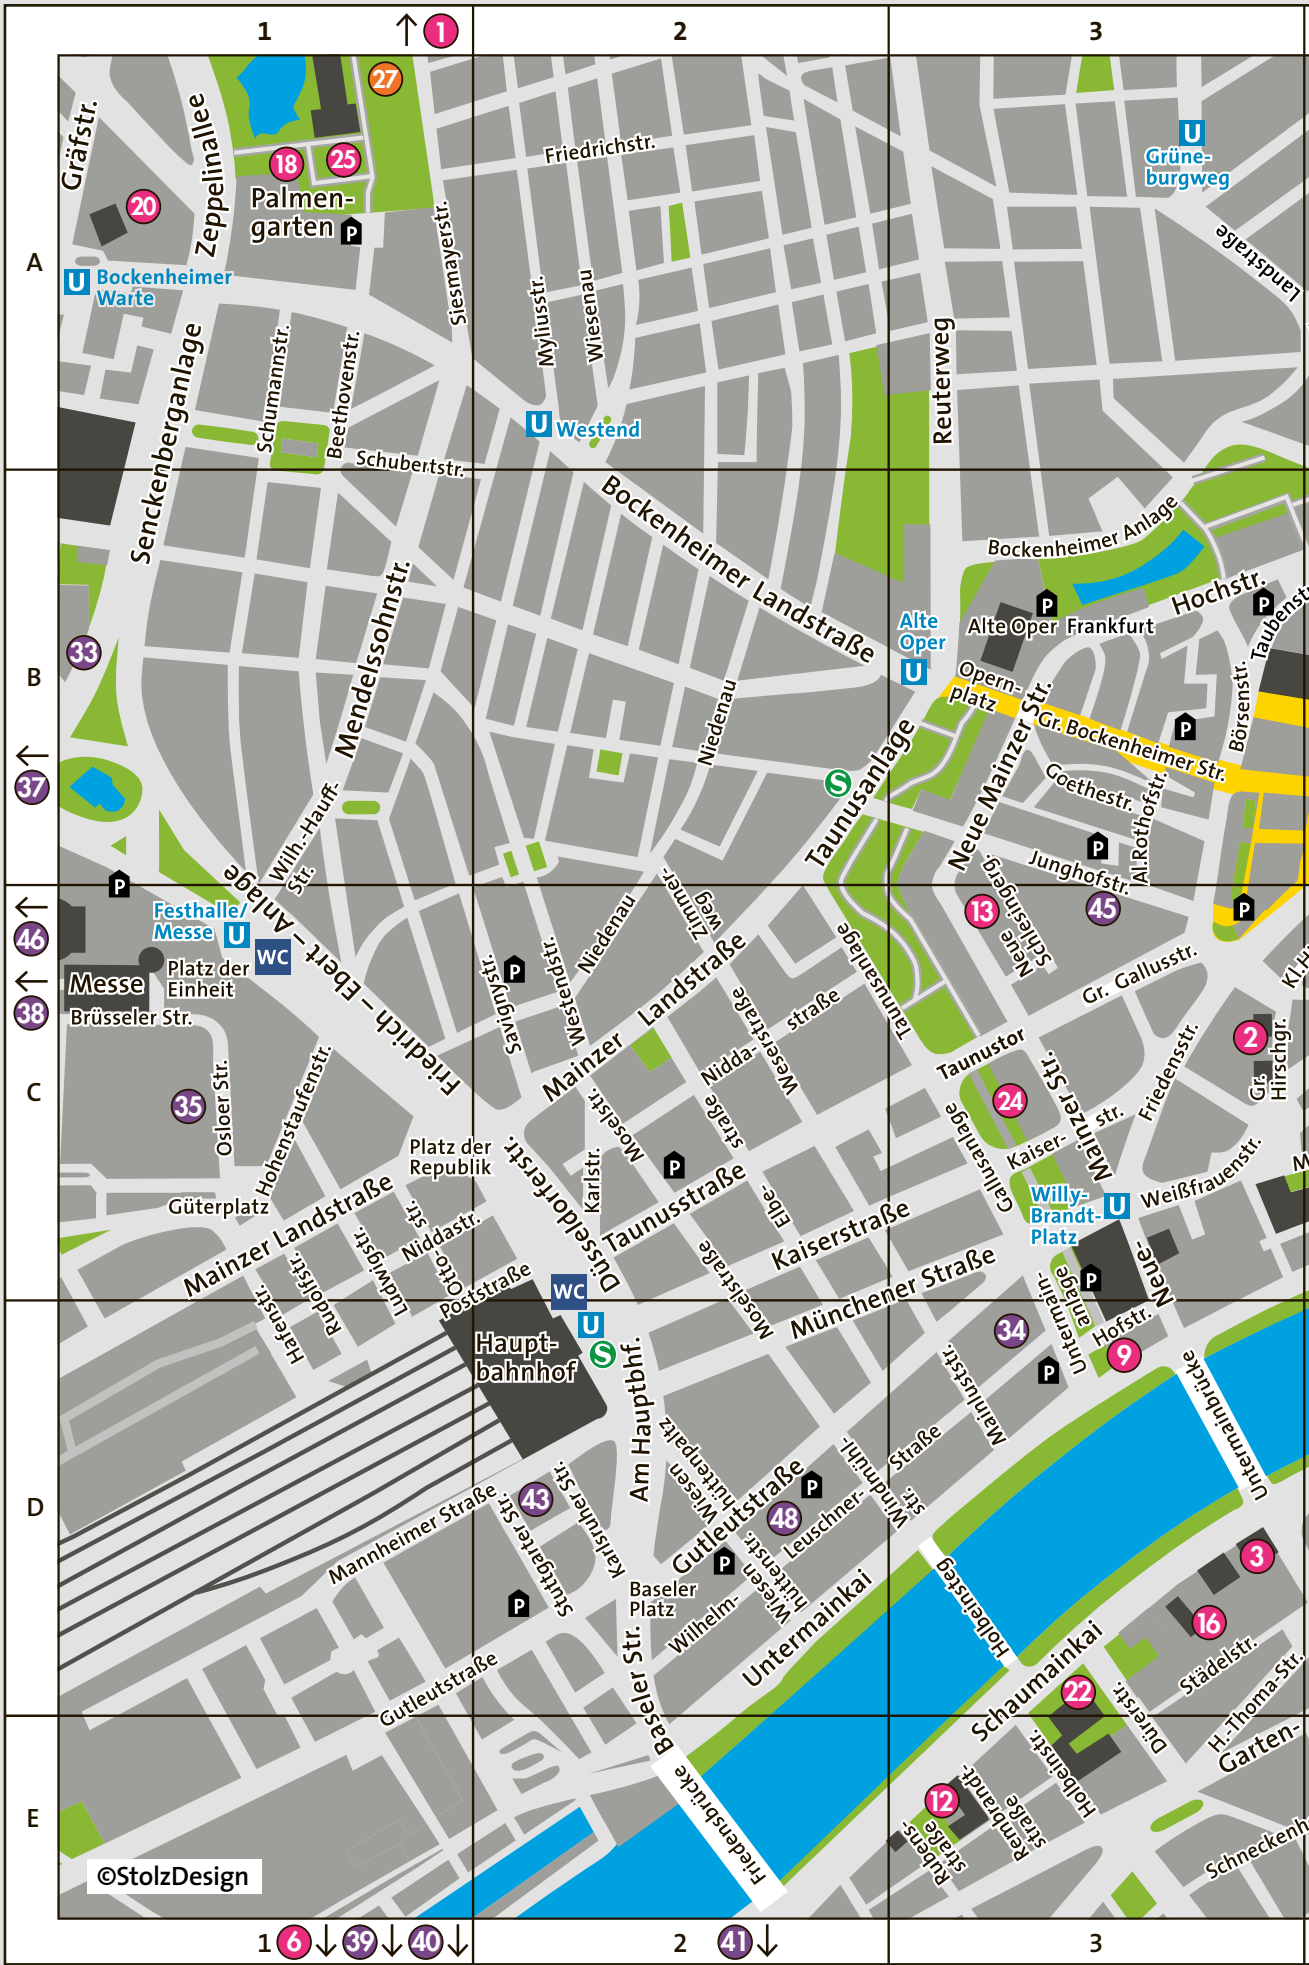 1
1
2
3
27
Gräfstr.
Zeppelinallee
18
25
Palmen-
garten
P
20
U
Bockenheimer
Warte
Siesmayerstr.
Friedrichstr.
Myliusstr.
Wiesenau
U
Grüne-
burgweg
Landstraße
A
Senckenberganlage
Schumannstr.
Beethovenstr.
Schubertstr.
U
Westend
Reuterweg
Bockenheimer Landstraße
Bockenheimer Anlage
Hochstr.
P
P
Taubenstr
Alte Oper Frankfurt
Alte
Oper
U
33
B
Mendelssohnstr.
Niedenau
Opern-
platz
Gr. Bockenheimer Str.
Börsenstr.
P
37
S
Taunusanlage
Neue Mainzer Str.
Goethestr.
Al.Rothofstr.
Junghofstr.
P
Wilh.-Hauff-
Str.
P
Friedrich – Ebert – Anlage
Festhalle/
Messe
U
WC
46
Messe
Platz der
Einheit
38
Brüsseler Str.
Savignystr.
P
Westendstr.
Niedenau
Zimmer-
weg
Mainzer Landstraße
Taunusanlage
13
Neue
Schlesingerg.
45
P
Gr. Gallusstr.
Kl.H
2
Gr.
Hirschgr.
Nidda-
straße
Weserstraße
Taunustor
C
35
Osloer Str.
Hohenstaufenstr.
Platz der
Republik
Düsseldorferstr.
Moselstr.
Karlstr.
P
straße
Elbe-
Taunusstraße
24
Gallusanlage
Kaiser-
str.
Mainzer Str.
Friedensstr.
Weißfrauenstr.
M
Willy-
Brandt-
Platz
U
Güterplatz
Mainzer Landstraße
Hafenstr.
Rudolfstr.
Ludwigstr.
Niddastr.
Otto-
str.
Poststraße
WC
Kaiserstraße
Moselstraße
Münchener Straße
P
Neue-
Untermain-
anlage
Hofstr.
34
9
P
U
S
Haupt-
bahnhof
Am Hauptbhf.
Mainluststr.
Untermainbrücke
D
Wiesen
hüttenpaltz
Gutleutstraße
P
48
Windmühl-
str.
Leuschner-
Straße
43
Mannheimer Straße
Stuttgarter Str.
Karlsruher Str.
P
P
Baseler
Platz
Wilhelm-
Wiesen
hüttenstr.
Untermainkai
Holbeinsteg
3
16
Schaumainkai
22
Städelstr.
Dürerstr.
H.-Thoma-Str.
Garten-
Gutleutstraße
Baseler Str.
Friedensbrücke
Holbeinstr.
12
Rembrandt-
straße
Rubens-
straße
Schneckenh
E
©StolzDesign
1
6
39
40
2
41
3